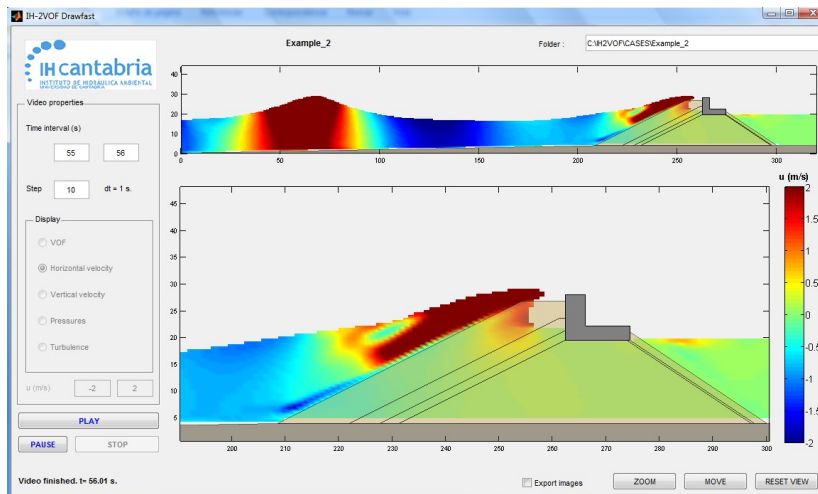 IH-2VOF Drawfast
IH cantabria
INSTITUTO DE HIDRÁULICA AMBIENTAL
UNIVERSIDAD DE CANTABRIA
Example_2
Folder :
C:\IH2VOF\CASES\Example_2
Video properties
Time interval (s)
55 56
Step 10 dt = 1 s.
Display
VOF
Horizontal velocity
Vertical velocity
Pressures
Turbulence
u (m/s) -2 2
PLAY
PAUSE STOP
Video finished. t= 56.01 s.
40
30
20
10
0
0 50 100 150 200 250 300
45
40
35
30
25
20
15
10
5
200 210 220 230 240 250 260 270 280 290 300
u (m/s)
2
1.5
1
0.5
0
-0.5
-1
-1.5
-2
Export images
ZOOM MOVE RESET VIEW